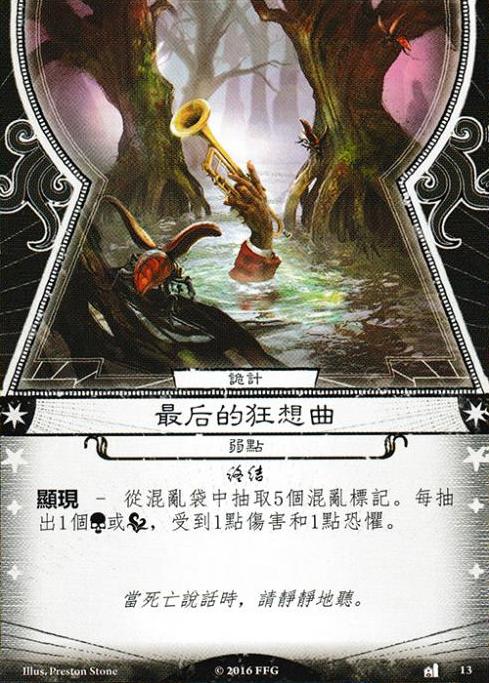 詭計
最后的狂想曲
弱點
終結
顯現 – 從混亂袋中抽取5個混亂標記。每抽
出1個或，受到1點傷害和1點恐懼。
當死亡說話時，請靜靜地聽。
Illus. Preston Stone
© 2016 FFG
13